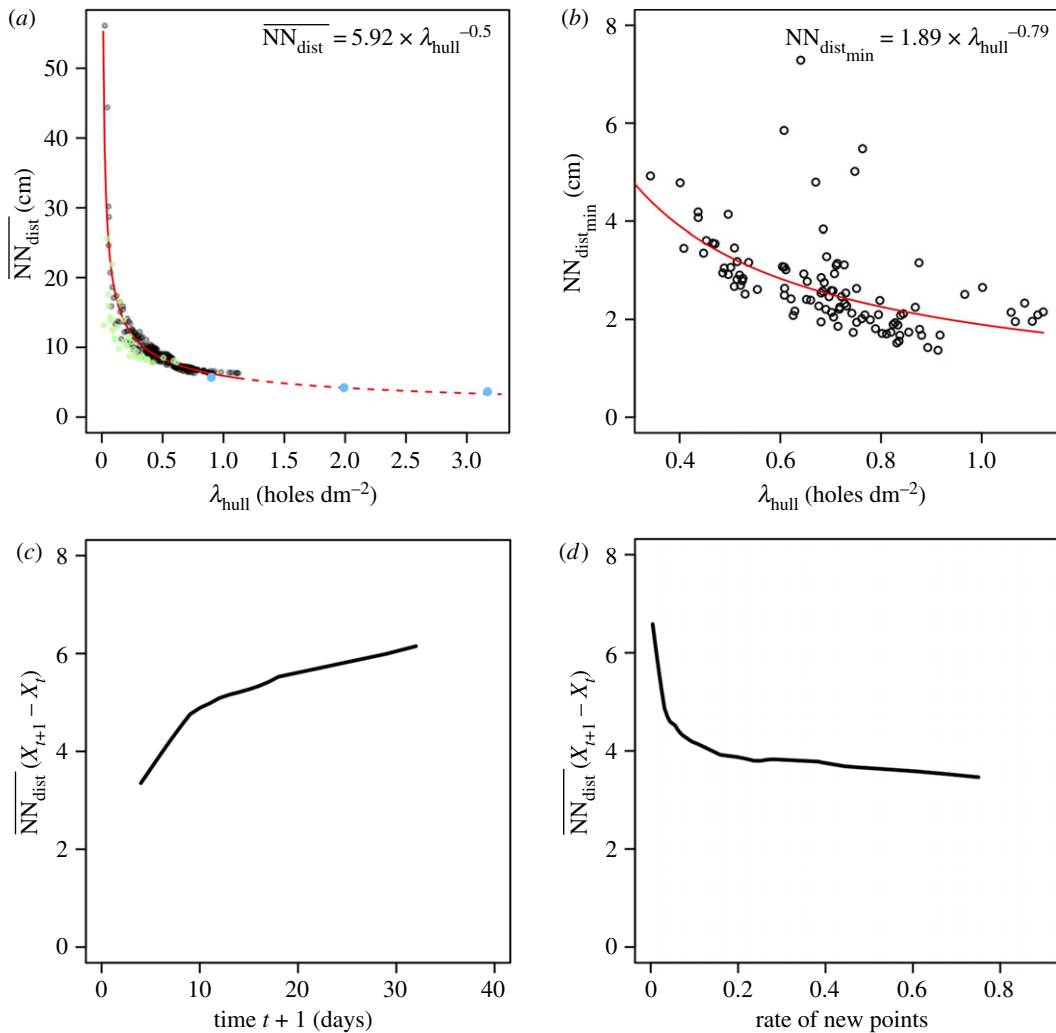 (a)
NN_dist = 5.92 × λ_hull^−0.5
50
40
30
20
10
0
NN_dist (cm)
0 0.5 1.0 1.5 2.0 2.5 3.0
λ_hull (holes dm^−2)
(b)
NN_dist_min = 1.89 × λ_hull^−0.79
8
6
4
2
0
NN_dist_min (cm)
0.4 0.6 0.8 1.0
λ_hull (holes dm^−2)
(c)
8
6
4
2
0
NN_dist (X_t+1 − X_t)
0 10 20 30 40
time t + 1 (days)
(d)
8
6
4
2
0
NN_dist (X_t+1 − X_t)
0 0.2 0.4 0.6 0.8
rate of new points